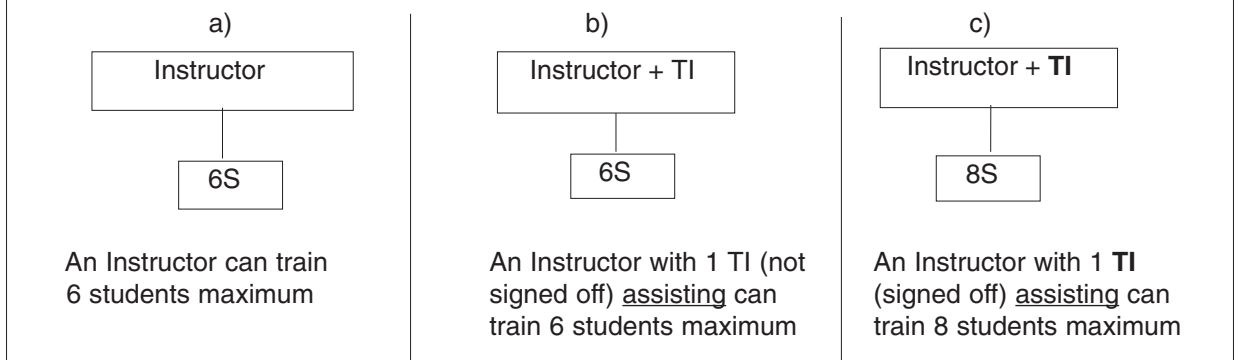 a)
Instructor
6S
An Instructor can train
6 students maximum
b)
Instructor + TI
6S
An Instructor with 1 TI (not
signed off) assisting can
train 6 students maximum
c)
Instructor + TI
8S
An Instructor with 1 TI
(signed off) assisting can
train 8 students maximum